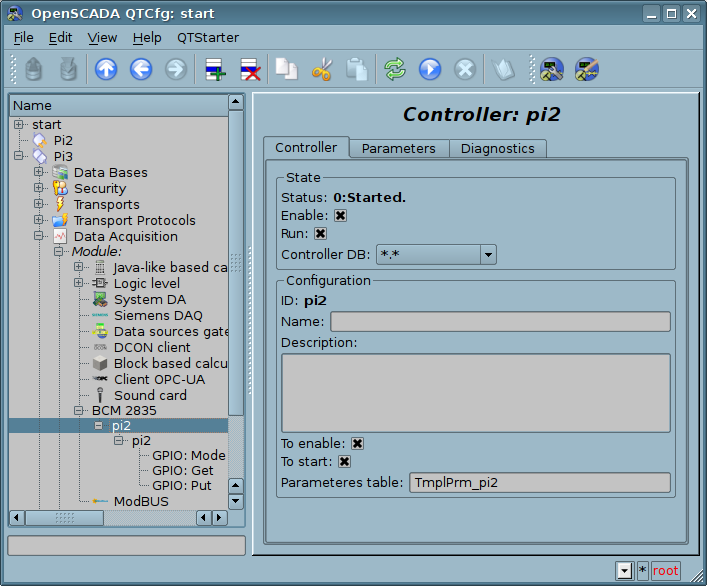 OpenSCADA QTCfg: start
File Edit View Help QTStarter
Name
start
Pi2
Pi3
Data Bases
Security
Transports
Transport Protocols
Data Acquisition
Module:
Java-like based ca
Logic level
System DA
Siemens DAQ
Data sources gate
DCON client
Block based calcu
Client OPC-UA
Sound card
BCM 2835
pi2
pi2
GPIO: Mode
GPIO: Get
GPIO: Put
ModBUS
Controller: pi2
Controller Parameters Diagnostics
State
Status: 0:Started.
Enable:
Run:
Controller DB: *.*
Configuration
ID: pi2
Name:
Description:
To enable:
To start:
Parameteres table: TmplPrm_pi2
* root